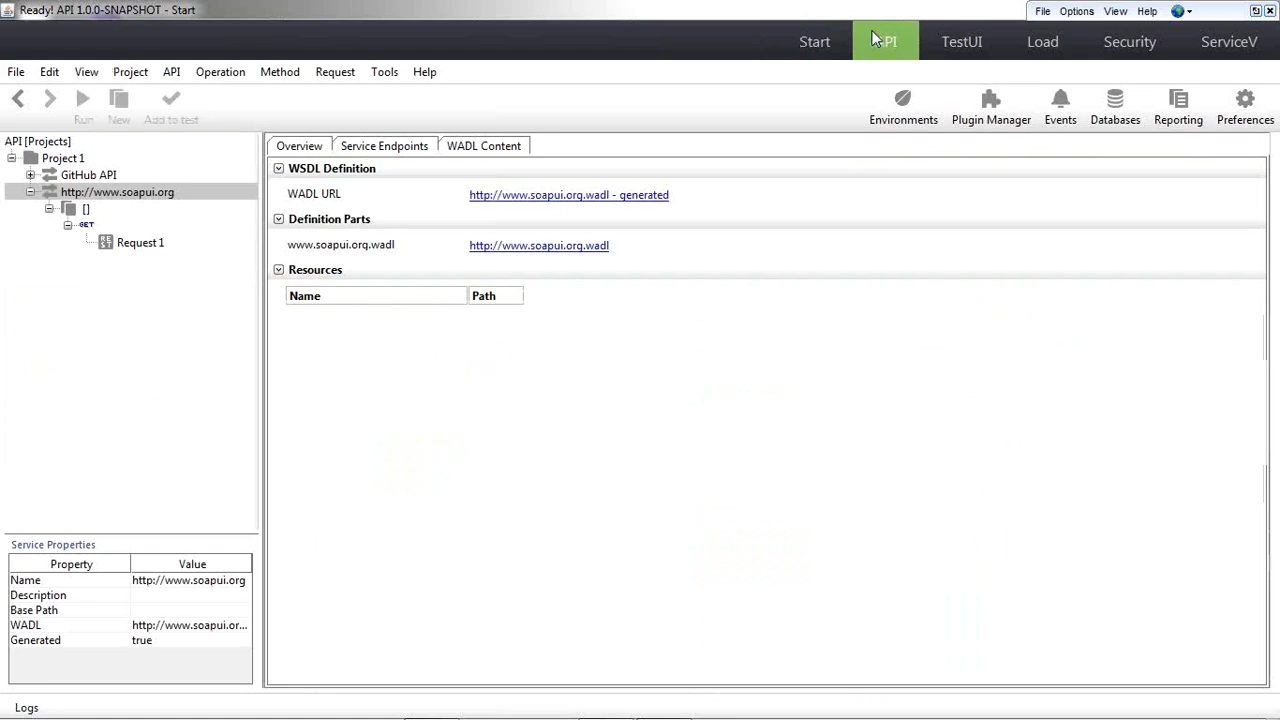 Ready! API 1.0.0-SNAPSHOT - Start
File Options View Help
Start API TestUI Load Security ServiceV
File Edit View Project API Operation Method Request Tools Help
Run New Add to test Environments Plugin Manager Events Databases Reporting Preferences
API [Projects]
Project 1
GitHub API
http://www.soapui.org
[]
GET
Request 1
Overview Service Endpoints WADL Content
WSDL Definition
WADL URL http://www.soapui.org.wadl - generated
Definition Parts
www.soapui.org.wadl http://www.soapui.org.wadl
Resources
Name Path
Service Properties
Property Value
Name http://www.soapui.org
Description
Base Path
WADL http://www.soapui.or...
Generated true
Logs